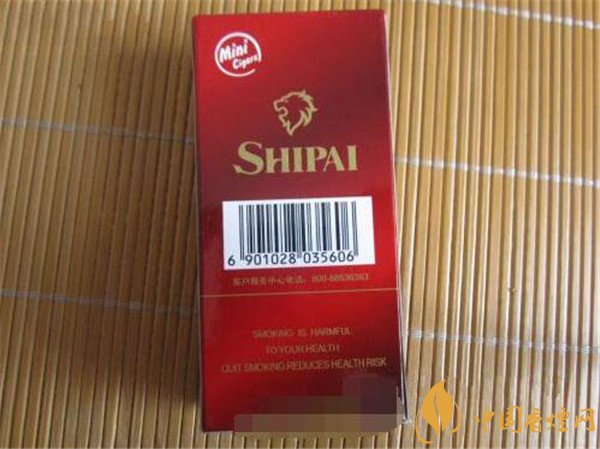 Mini
Cigars
SHIPAI
6 901028 035606
客户服务中心电话：800-88636363
SMOKING IS HARMFUL
TO YOUR HEALTH
QUIT SMOKING REDUCES HEALTH RISK
中国香烟网